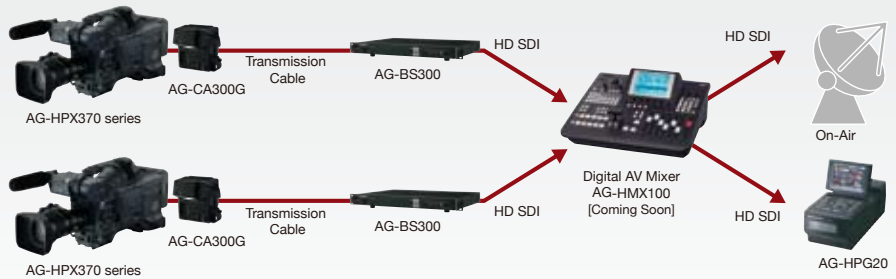 AG-HPX370 series
AG-CA300G
Transmission
Cable
AG-BS300
HD SDI
HD SDI
On-Air
Digital AV Mixer
AG-HMX100
[Coming Soon]
AG-HPX370 series
AG-CA300G
Transmission
Cable
AG-BS300
HD SDI
HD SDI
AG-HPG20